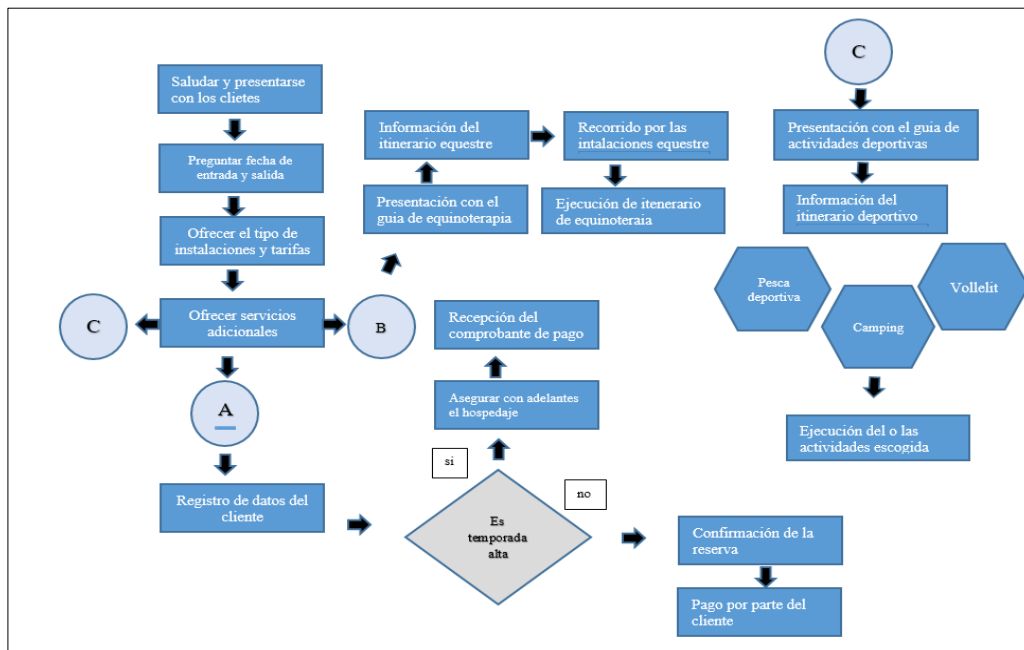 Saludar y presentarse
con los clietes
Preguntar fecha de
entrada y salida
Ofrecer el tipo de
instalaciones y tarifas
Ofrecer servicios
adicionales
C
B
A
Registro de datos del
cliente
Información del
itinerario equestre
Presentación con el
guia de equinoterapia
Recorrido por las
intalaciones equestre
Ejecución de itenerario
de equinoteraia
Recepción del
comprobante de pago
Asegurar con adelantes
el hospedaje
si
no
Es
temporada
alta
Confirmación de la
reserva
Pago por parte del
cliente
C
Presentación con el guia de
actividades deportivas
Información del
itinerario deportivo
Pesca
deportiva
Camping
Vollelit
Ejecución del o las
actividades escogida